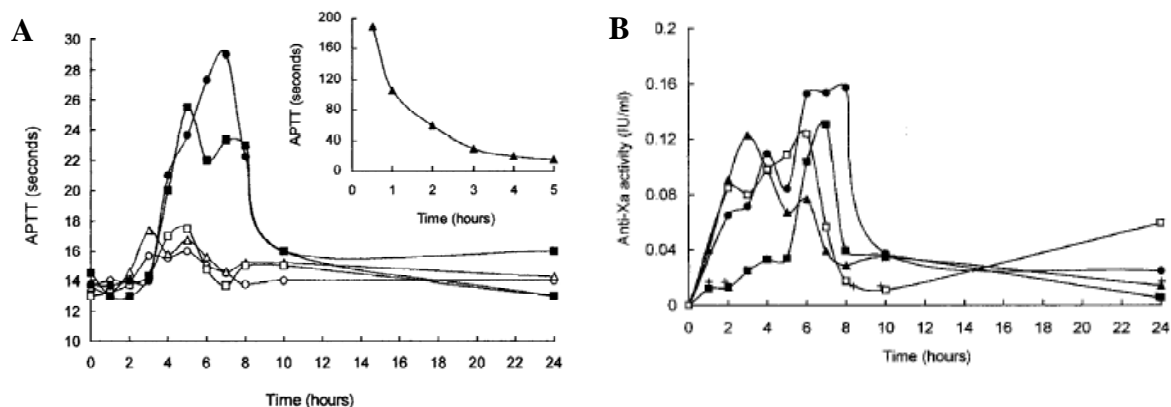 A
APTT (seconds)
30
28
26
24
22
20
18
16
14
13
10
0 2 4 6 8 10 12 14 16 18 20 22 24
Time (hours)
APTT (seconds)
200
160
120
80
40
0
0 1 2 3 4 5
Time (hours)
B
Anti-Xa activity (IU/ml)
0.2
0.16
0.12
0.08
0.04
0
0 2 4 6 8 10 12 14 16 18 20 22 24
Time (hours)